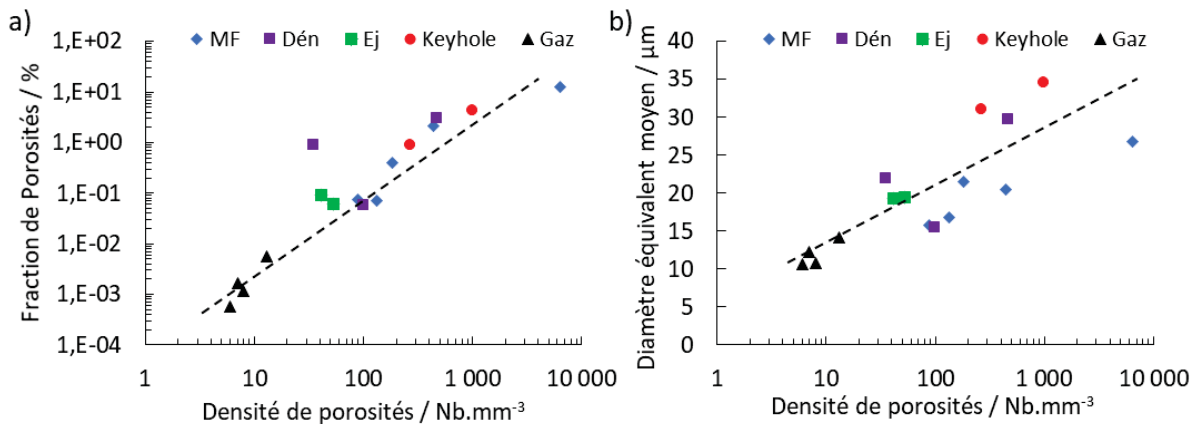 a)
MF Dén Ej Keyhole Gaz
Fraction de Porosités / %
1,E+02
1,E+01
1,E+00
1,E-01
1,E-02
1,E-03
1,E-04
1 10 100 1 000 10 000
Densité de porosités / Nb.mm⁻³
b)
MF Dén Ej Keyhole Gaz
Diamètre équivalent moyen / µm
40
35
30
25
20
15
10
5
0
1 10 100 1 000 10 000
Densité de porosités / Nb.mm⁻³